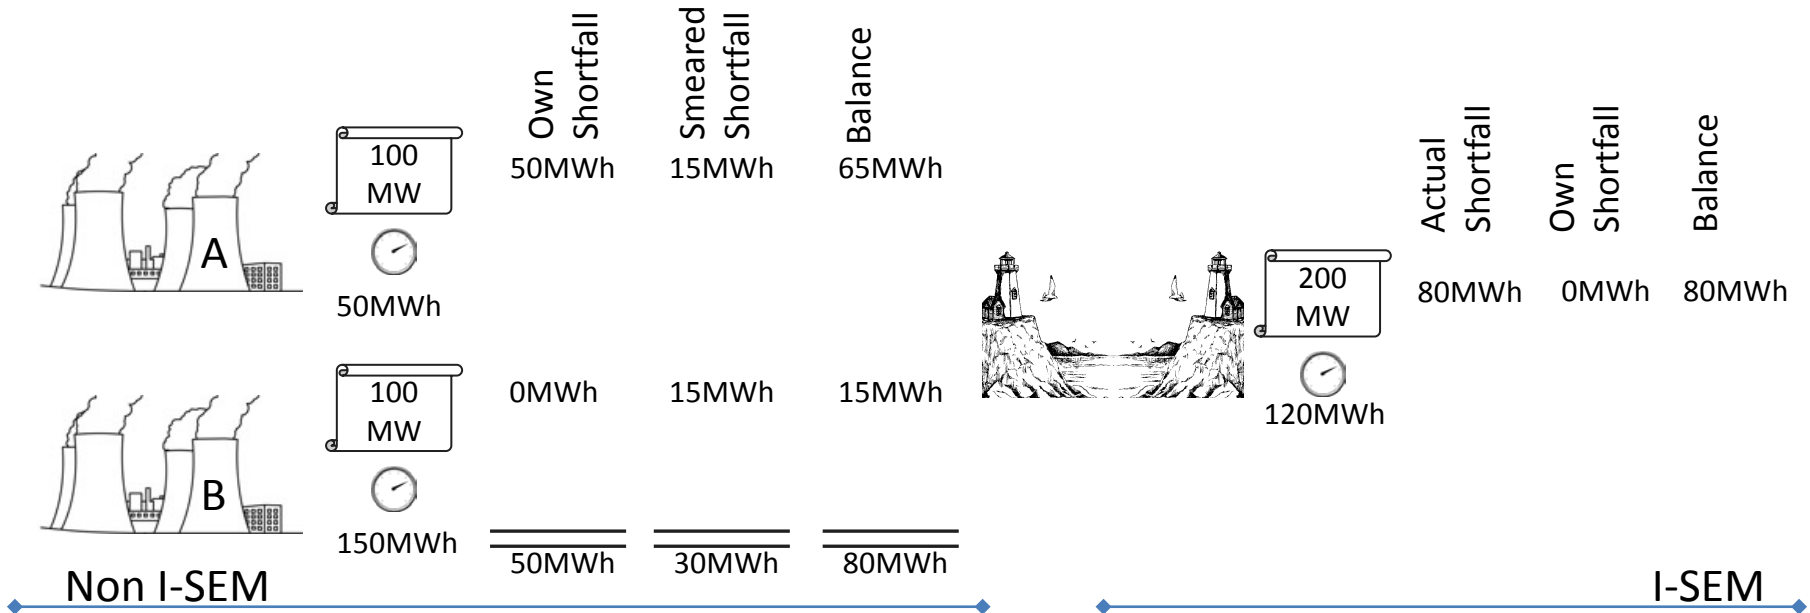 Own
Shortfall
Smeared
Shortfall
Balance
100
MW
50MWh
15MWh
65MWh
A
50MWh
100
MW
0MWh
15MWh
15MWh
B
150MWh
50MWh
30MWh
80MWh
Non I-SEM
Actual
Shortfall
Own
Shortfall
Balance
200
MW
80MWh
0MWh
80MWh
120MWh
I-SEM